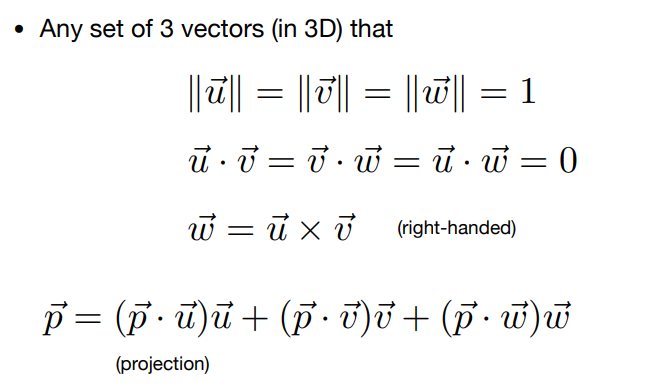 • Any set of 3 vectors (in 3D) that
‖u⃗‖ = ‖v⃗‖ = ‖w⃗‖ = 1
u⃗ · v⃗ = v⃗ · w⃗ = u⃗ · w⃗ = 0
w⃗ = u⃗ × v⃗ (right-handed)
p⃗ = (p⃗ · u⃗)u⃗ + (p⃗ · v⃗)v⃗ + (p⃗ · w⃗)w⃗
(projection)